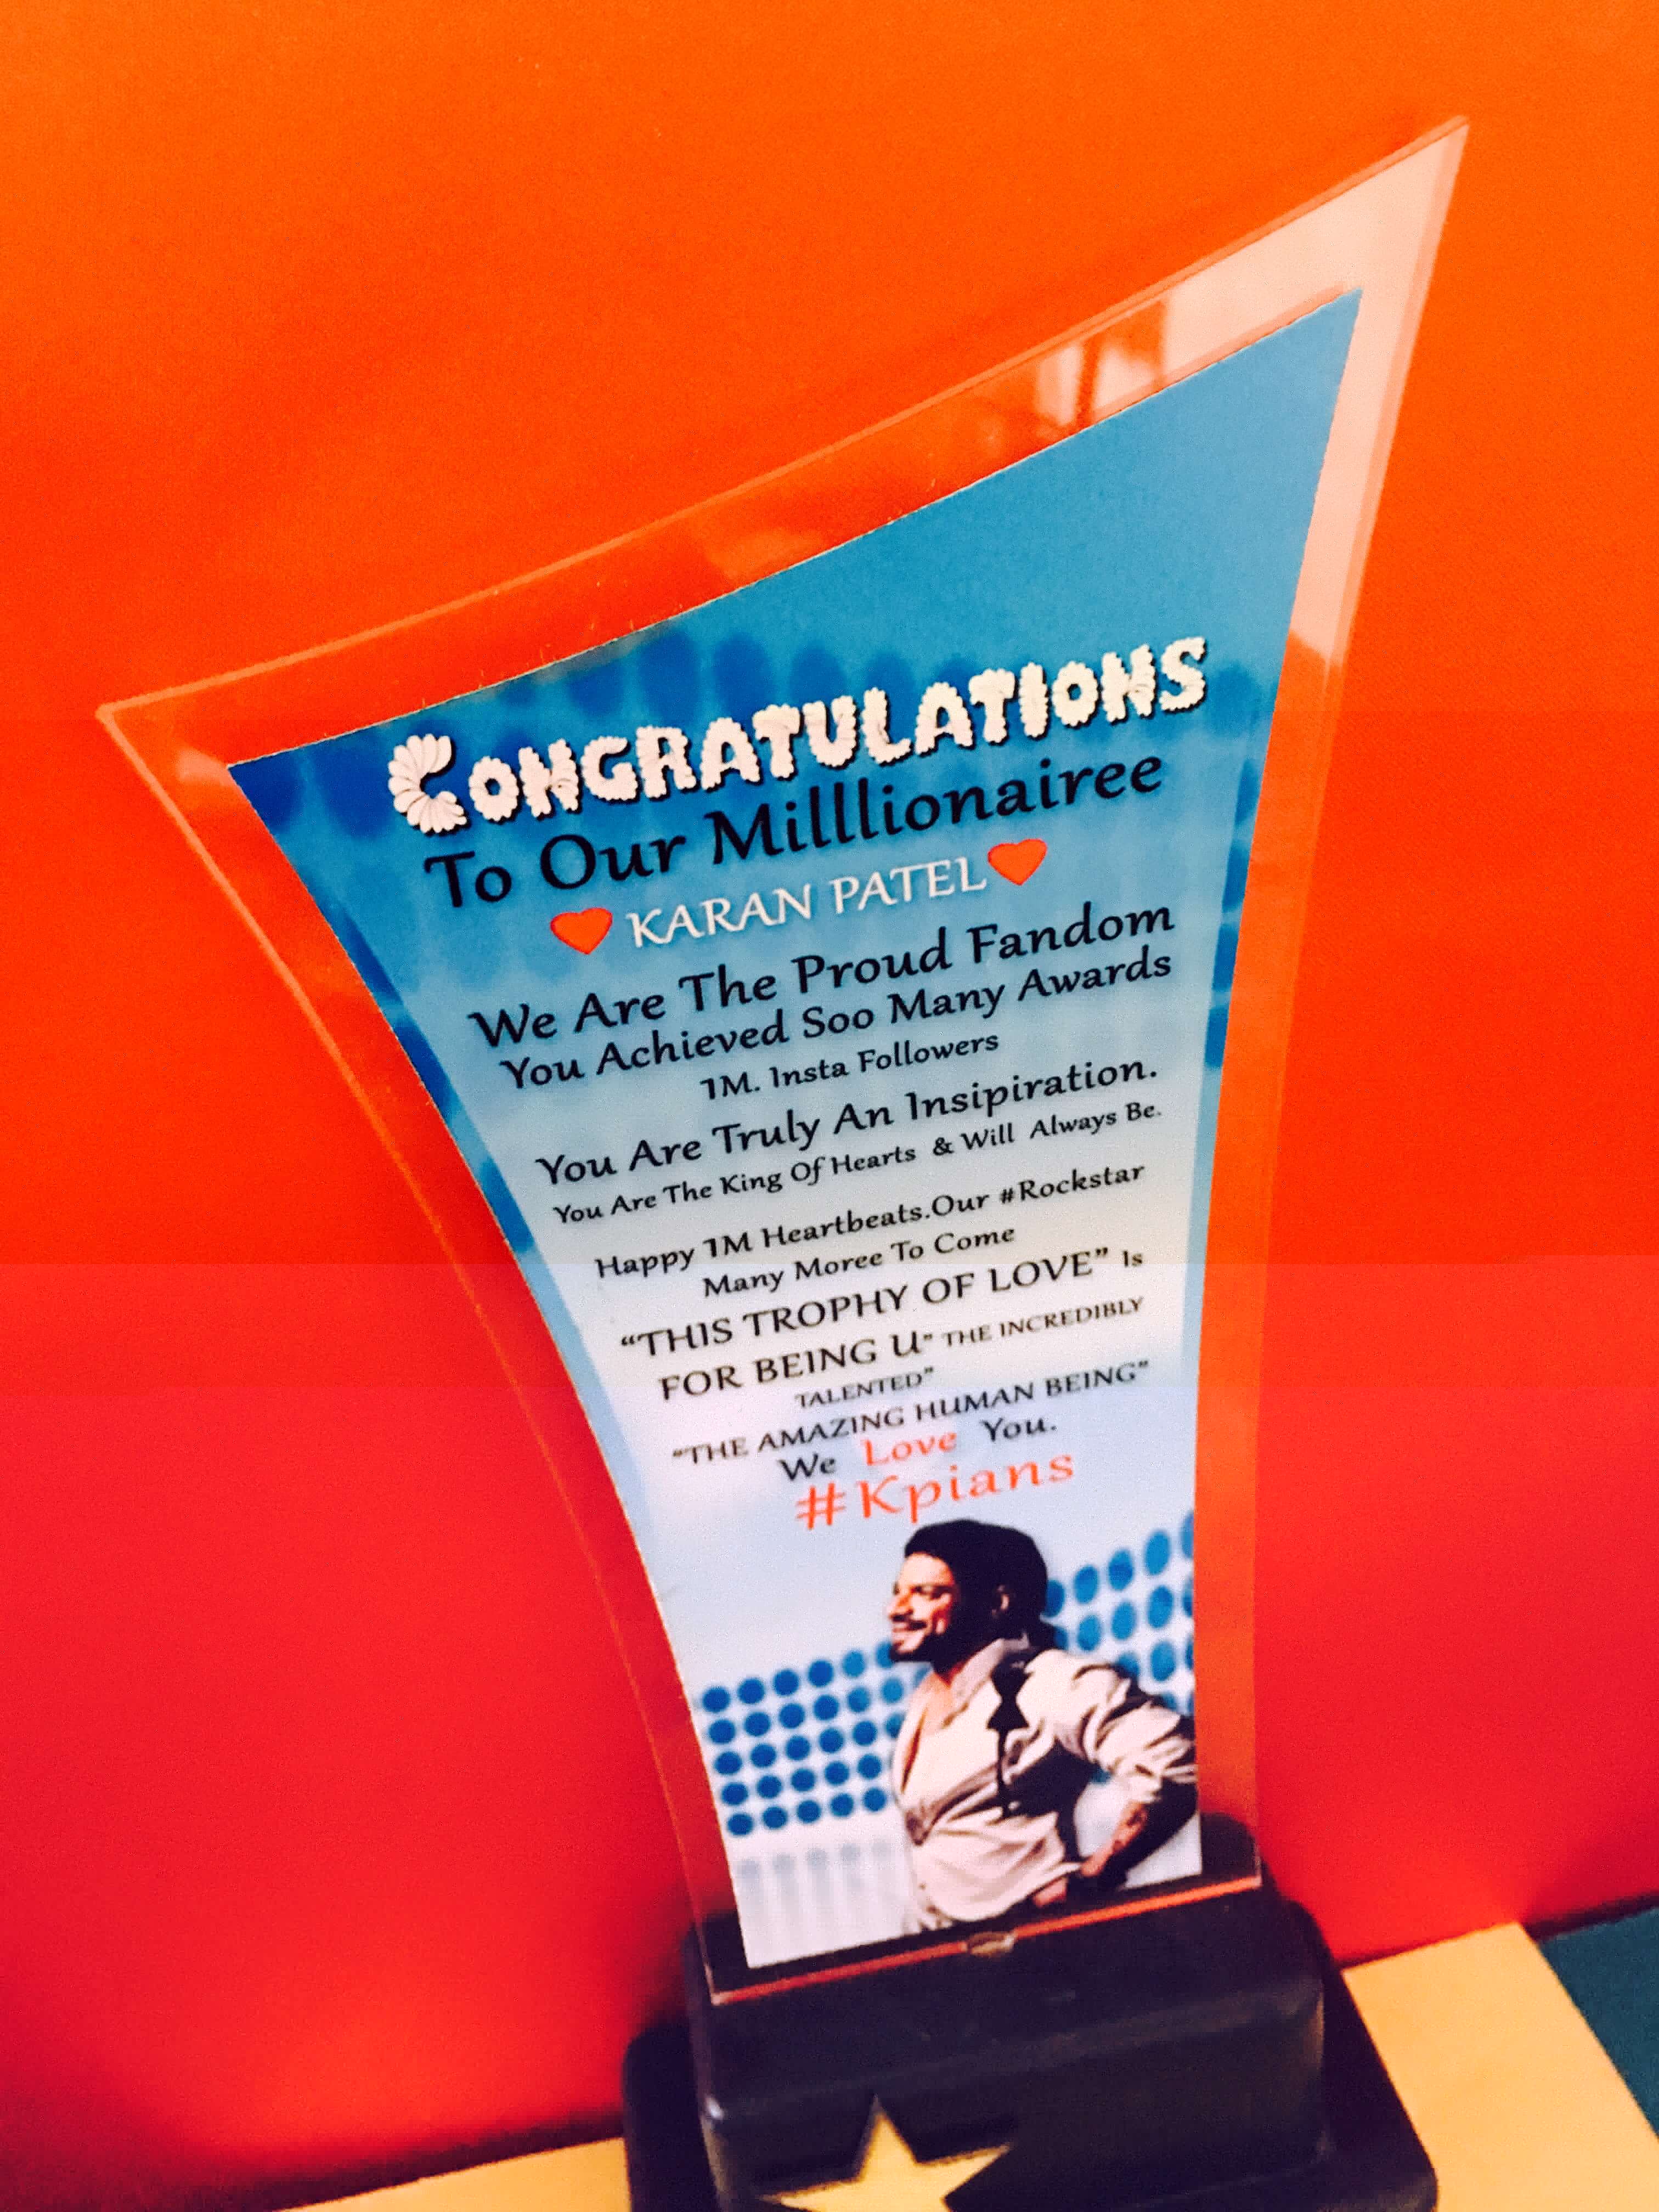 CONGRATULATIONS
To Our Milllionairee
KARAN PATEL
We Are The Proud Fandom
You Achieved Soo Many Awards
1M. Insta Followers
You Are Truly An Insipiration.
You Are The King Of Hearts & Will Always Be.
Happy 1M Heartbeats.Our #Rockstar
Many Moree To Come
“THIS TROPHY OF LOVE” Is
FOR BEING U” THE INCREDIBLY
TALENTED”
“THE AMAZING HUMAN BEING”
We Love You.
#Kpians